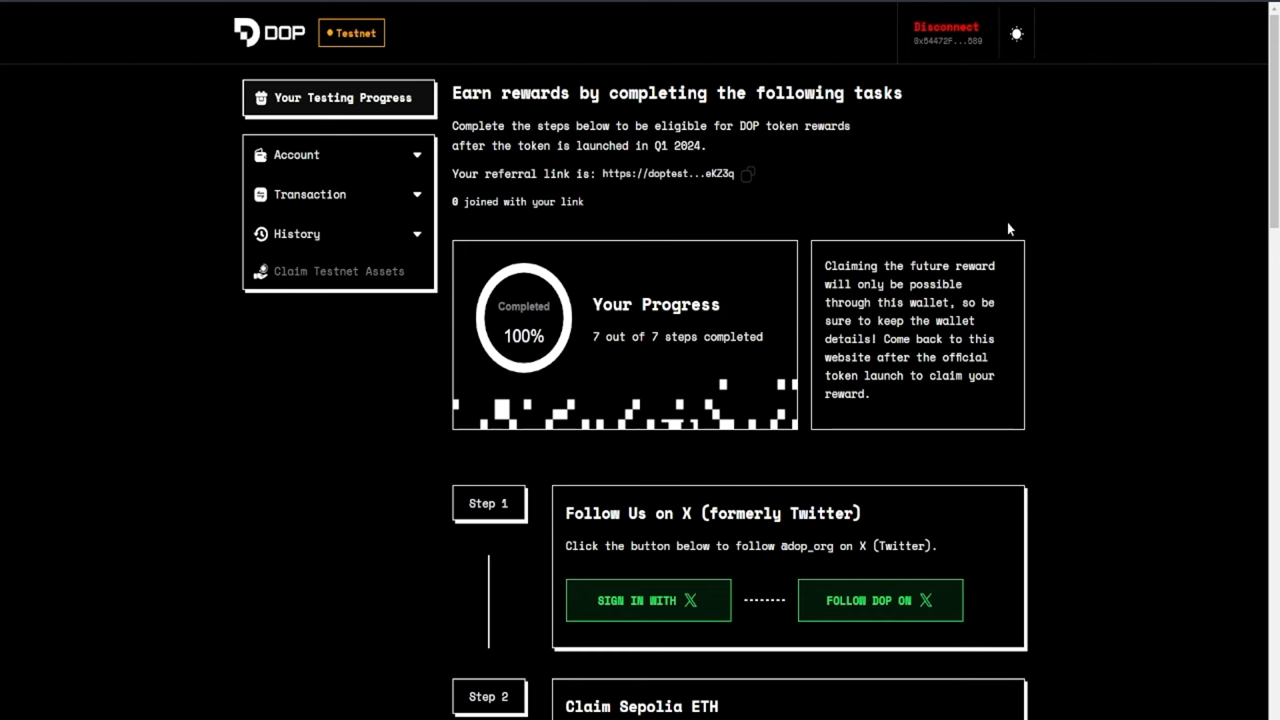 DOP
Testnet
Disconnect
0x64472F...589
Your Testing Progress
Account
Transaction
History
Claim Testnet Assets
Earn rewards by completing the following tasks
Complete the steps below to be eligible for DOP token rewards
after the token is launched in Q1 2024.
Your referral link is: https://doptest...eKZ3q
0 joined with your link
Completed
100%
Your Progress
7 out of 7 steps completed
Claiming the future reward
will only be possible
through this wallet, so be
sure to keep the wallet
details! Come back to this
website after the official
token launch to claim your
reward.
Step 1
Follow Us on X (formerly Twitter)
Click the button below to follow @dop_org on X (Twitter).
SIGN IN WITH X
FOLLOW DOP ON X
Step 2
Claim Sepolia ETH